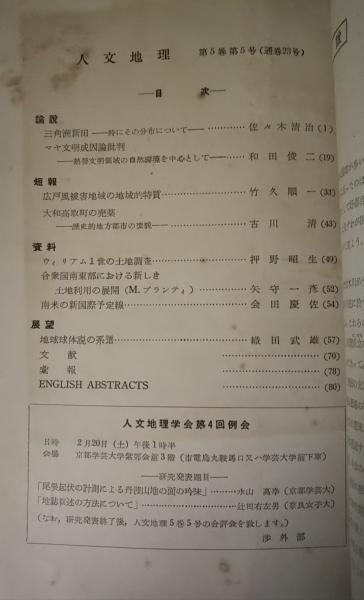 人文地理 第5巻第5号(通巻23号)
目次
論説
三角洲新田——特にその分布について——…………佐々木清治(1)
マヤ文明成因論批判
——熱帯文明領域の自然環境を中心として——………和田俊二(19)
短報
広戸風被害地域の地域的特質…………竹久順一(33)
大和高取町の売薬
——歴史的地方都市の変貌——…………古川 清(43)
資料
ウィリアム1世の土地調査…………押野昭生(49)
合衆国南東部における新しき
土地利用の展開(M.プランティ)…………矢守一彦(52)
南米の新国際予定線…………会田慶佐(54)
展望
地球球体説の系譜…………織田武雄(57)
文献…………(70)
彙報…………(78)
ENGLISH ABSTRACTS…………(80)
人文地理学会第4回例会
日時 2月20日(土)午後1時半
会場 京都学芸大学紫郊会館3階(市電烏丸車庫又ハ学芸大学前下車)
——研究発表題目——
「尾根起伏の計測による丹波山地の面の吟味」……水山高幸(京都学芸大)
「地誌叙述の方法について」……辻田右左男(奈良女子大)
(なお,研究発表終了後,人文地理5巻5号の合評会を致します。)
渉外部